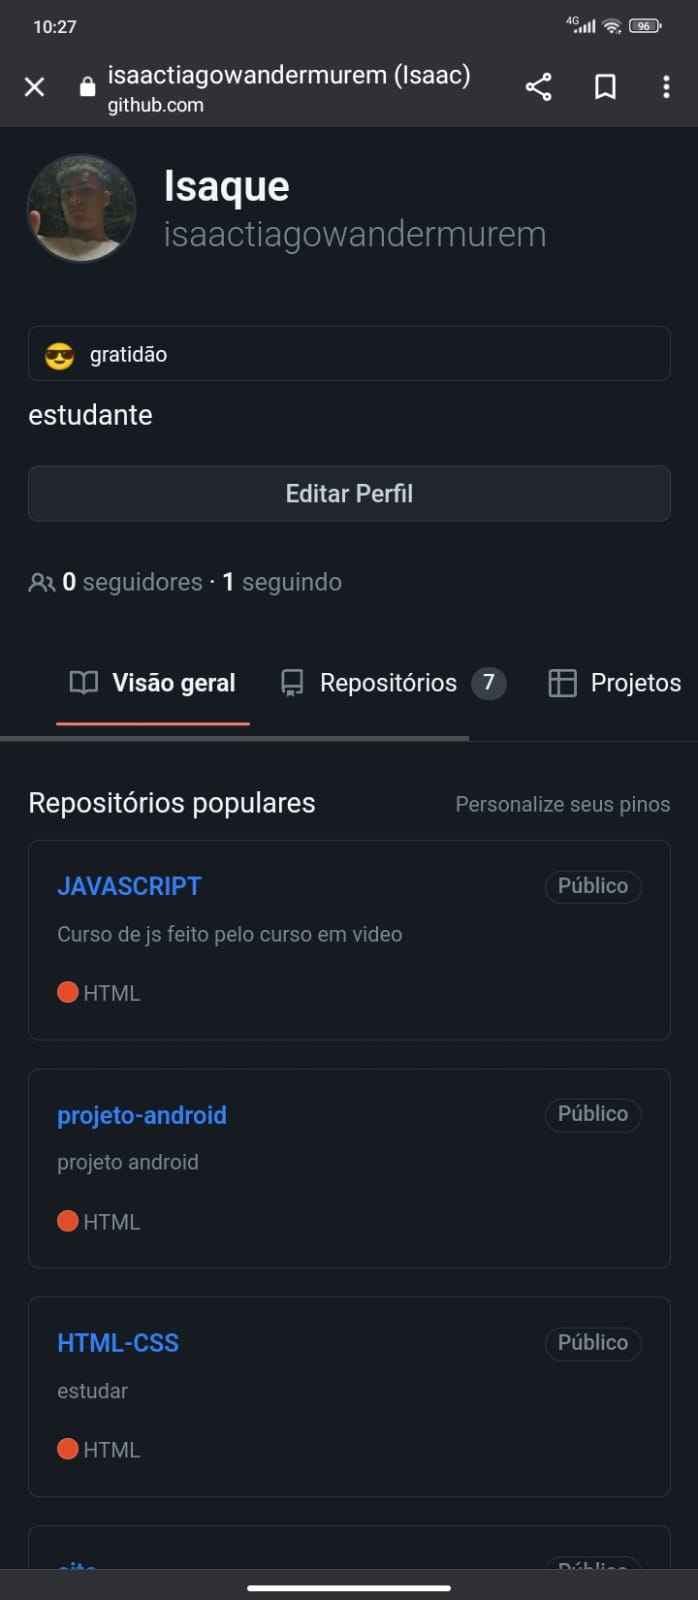 10:27
4G
96
isaactiagowandermurem (Isaac)
github.com
Isaque
isaactiagowandermurem
gratidão
estudante
Editar Perfil
0 seguidores · 1 seguindo
Visão geral
Repositórios 7
Projetos
Repositórios populares
Personalize seus pinos
JAVASCRIPT
Público
Curso de js feito pelo curso em video
HTML
projeto-android
Público
projeto android
HTML
HTML-CSS
Público
estudar
HTML
Público